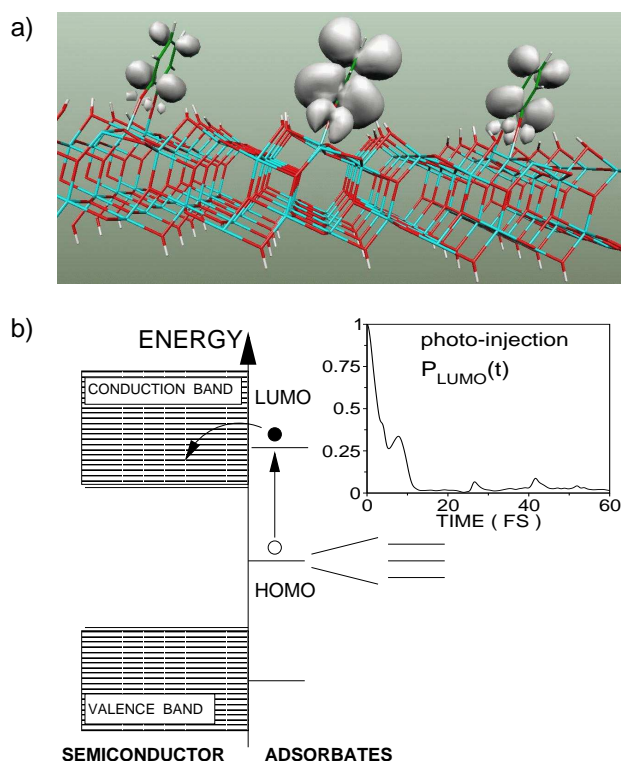 a)
b)
ENERGY
CONDUCTION BAND
LUMO
HOMO
VALENCE BAND
SEMICONDUCTOR
ADSORBATES
1
0.75
0.5
0.25
0
photo-injection
P_LUMO(t)
0
20
40
60
TIME ( FS )